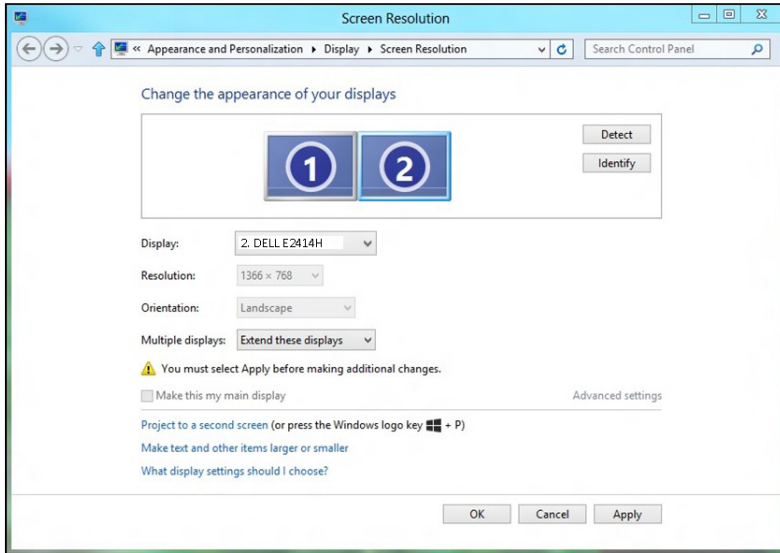 Screen Resolution
« Appearance and Personalization ▸ Display ▸ Screen Resolution
Search Control Panel
Change the appearance of your displays
1 2
Detect
Identify
Display: 2. DELL E2414H
Resolution: 1366 × 768
Orientation: Landscape
Multiple displays: Extend these displays
You must select Apply before making additional changes.
Make this my main display
Advanced settings
Project to a second screen (or press the Windows logo key + P)
Make text and other items larger or smaller
What display settings should I choose?
OK Cancel Apply